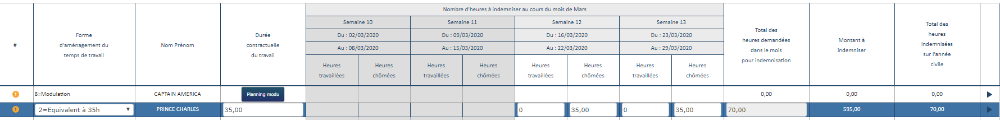 Nombre d'heures à indemniser au cours du mois de Mars
Semaine 10 Semaine 11 Semaine 12 Semaine 13
# Forme d'aménagement du temps de travail
Nom Prénom
Durée contractuelle du travail
Du : 02/03/2020 Du : 09/03/2020 Du : 16/03/2020 Du : 23/03/2020
Au : 08/03/2020 Au : 15/03/2020 Au : 22/03/2020 Au : 29/03/2020
Heures travaillées Heures chômées Heures travaillées Heures chômées Heures travaillées Heures chômées Heures travaillées Heures chômées
Total des heures demandées dans le mois pour indemnisation
Montant à indemniser
Total des heures indemnisées sur l'année civile
! 8=Modulation CAPTAIN AMERICA Planning modu 0,00 0,00 0,00
! 2=Equivalent à 35h PRINCE CHARLES 35,00 0 35,00 0 35,00 70,00 595,00 70,00